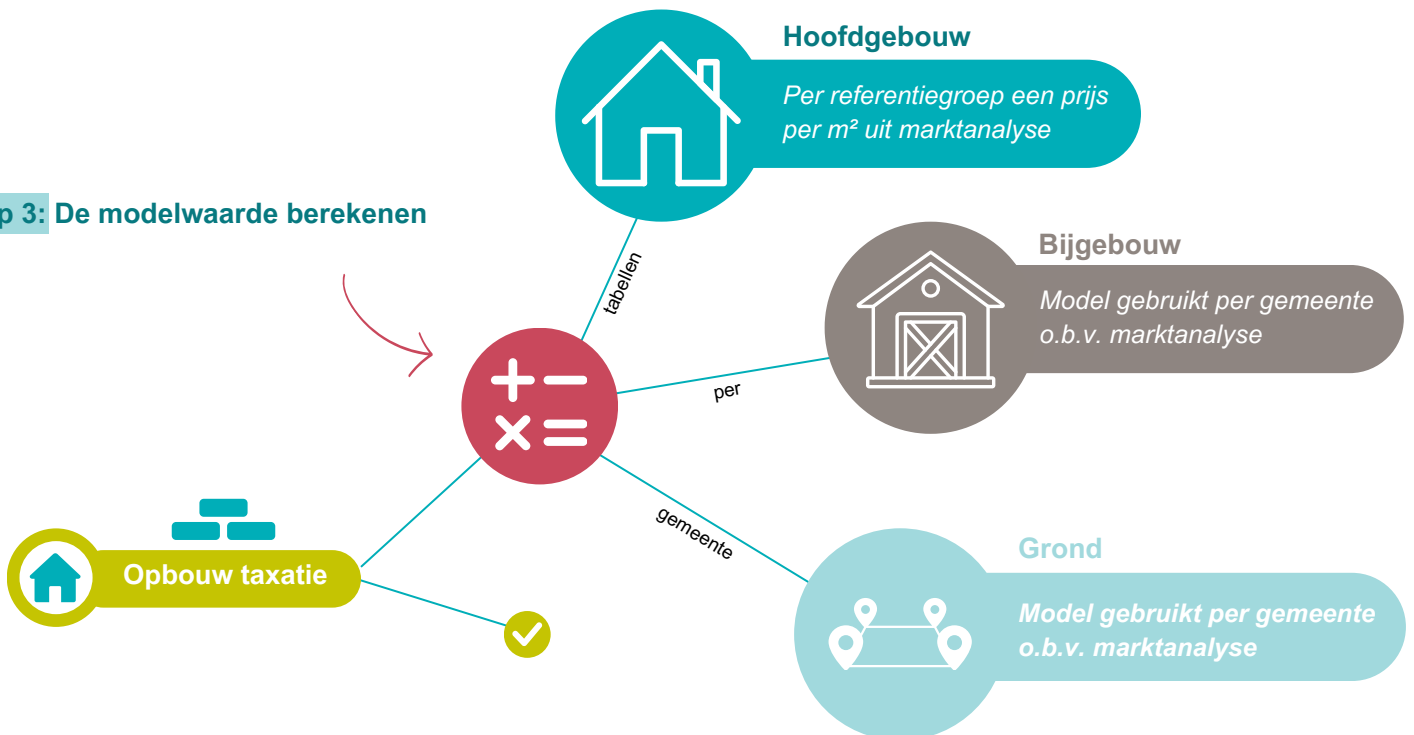 Hoofdgebouw
Per referentiegroep een prijs
per m² uit marktanalyse
p 3: De modelwaarde berekenen
tabellen
Bijgebouw
Model gebruikt per gemeente
o.b.v. marktanalyse
per
gemeente
Grond
Model gebruikt per gemeente
o.b.v. marktanalyse
Opbouw taxatie